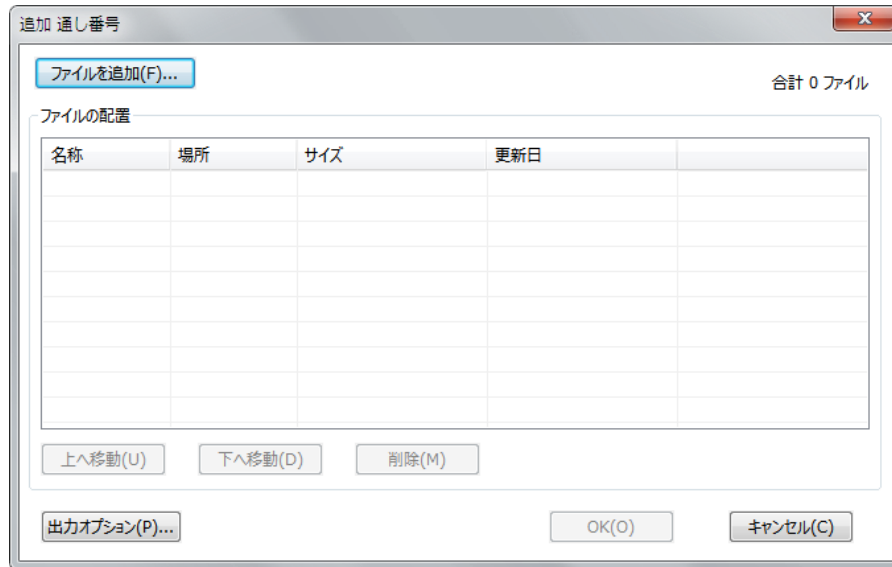 追加 通し番号
ファイルを追加(F)...
合計 0 ファイル
ファイルの配置
名称 場所 サイズ 更新日
上へ移動(U) 下へ移動(D) 削除(M)
出力オプション(P)... OK(O) キャンセル(C)